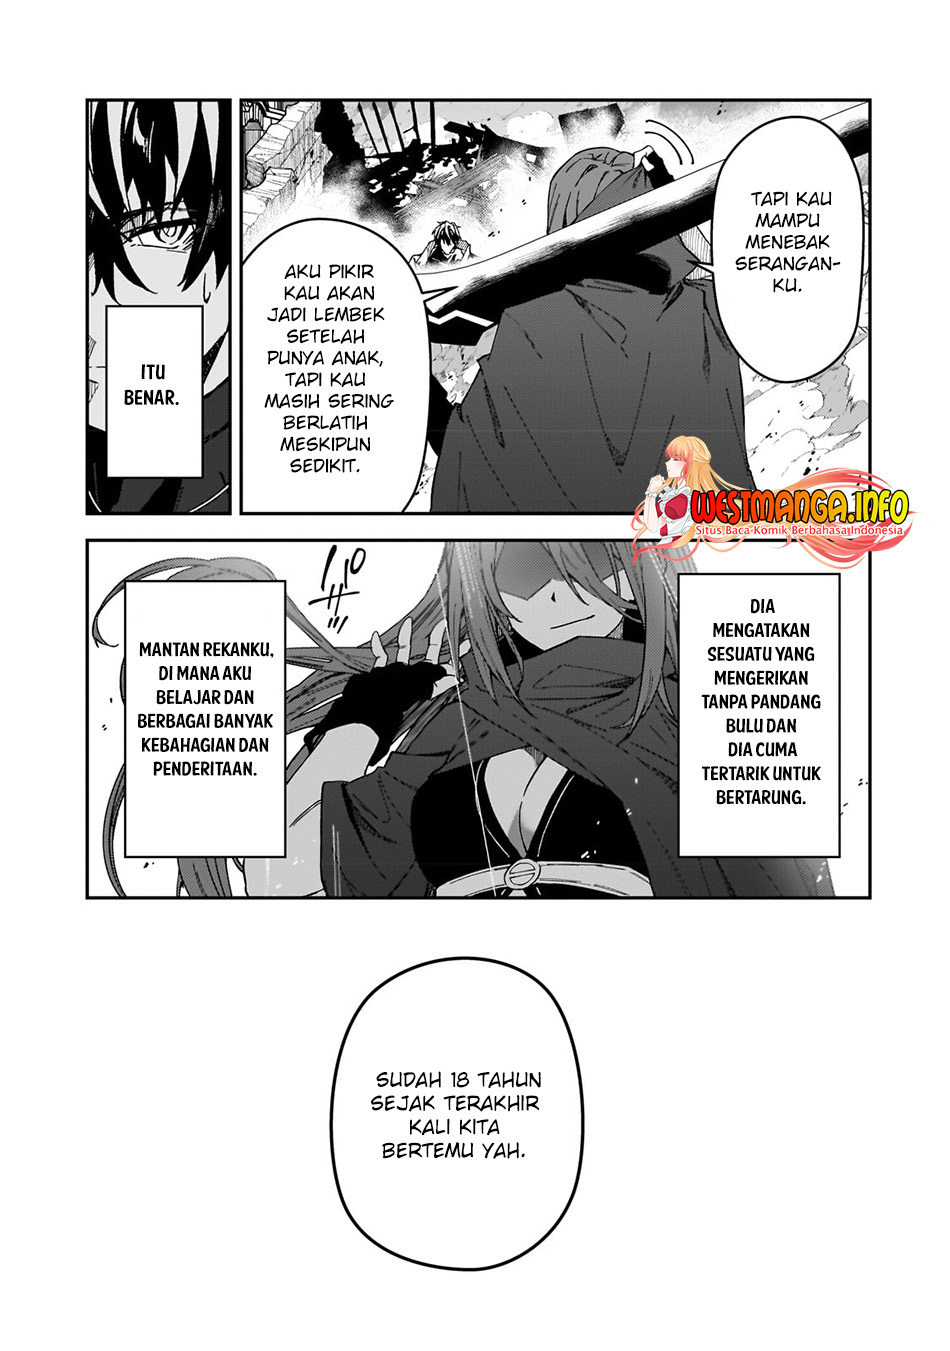 TAPI KAU
MAMPU
MENEBAK
SERANGAN-
KU.
AKU PIKIR
KAU AKAN
JADI LEMBEK
SETELAH
PUNYA ANAK,
TAPI KAU
MASIH SERING
BERLATIH
MESKIPUN
SEDIKIT.
ITU
BENAR.
WESTMANGA.INFO
Situs Baca Komik Berbahasa Indonesia
DIA
MENGATAKAN
SESUATU YANG
MENGERIKAN
TANPA PANDANG
BULU DAN
DIA CUMA
TERTARIK UNTUK
BERTARUNG.
MANTAN REKANKU,
DI MANA AKU
BELAJAR DAN
BERBAGAI BANYAK
KEBAHAGIAN DAN
PENDERITAAN.
SUDAH 18 TAHUN
SEJAK TERAKHIR
KALI KITA
BERTEMU YAH.